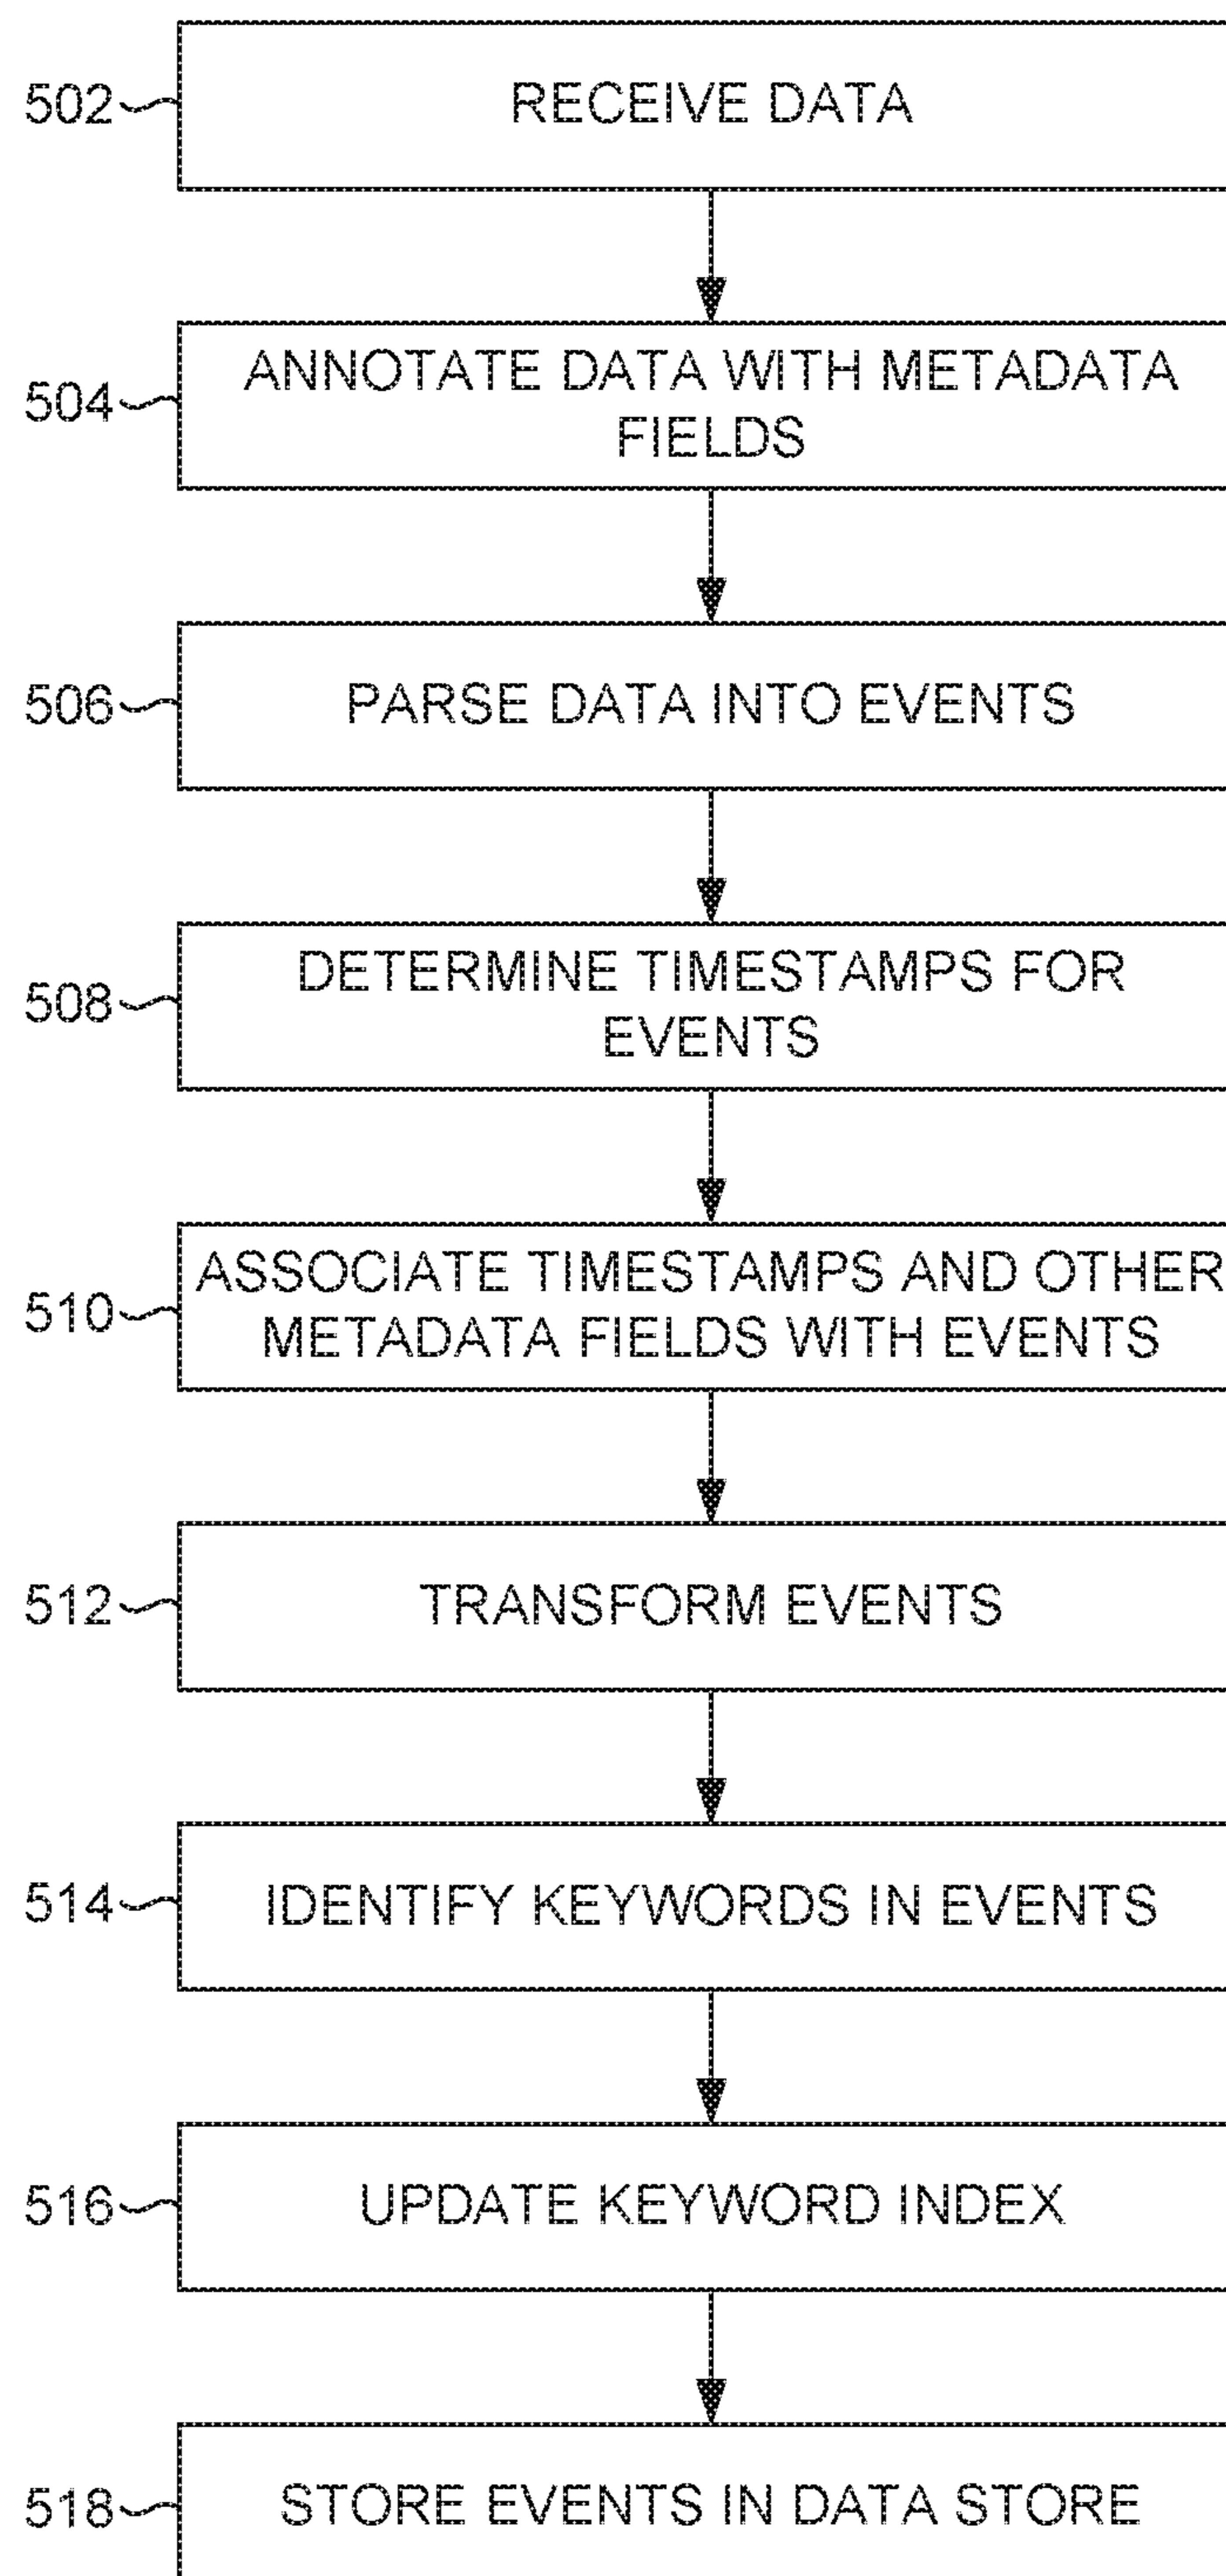 502
RECEIVE DATA
504
ANNOTATE DATA WITH METADATA
FIELDS
506
PARSE DATA INTO EVENTS
508
DETERMINE TIMESTAMPS FOR
EVENTS
510
ASSOCIATE TIMESTAMPS AND OTHER
METADATA FIELDS WITH EVENTS
512
TRANSFORM EVENTS
514
IDENTIFY KEYWORDS IN EVENTS
516
UPDATE KEYWORD INDEX
518
STORE EVENTS IN DATA STORE